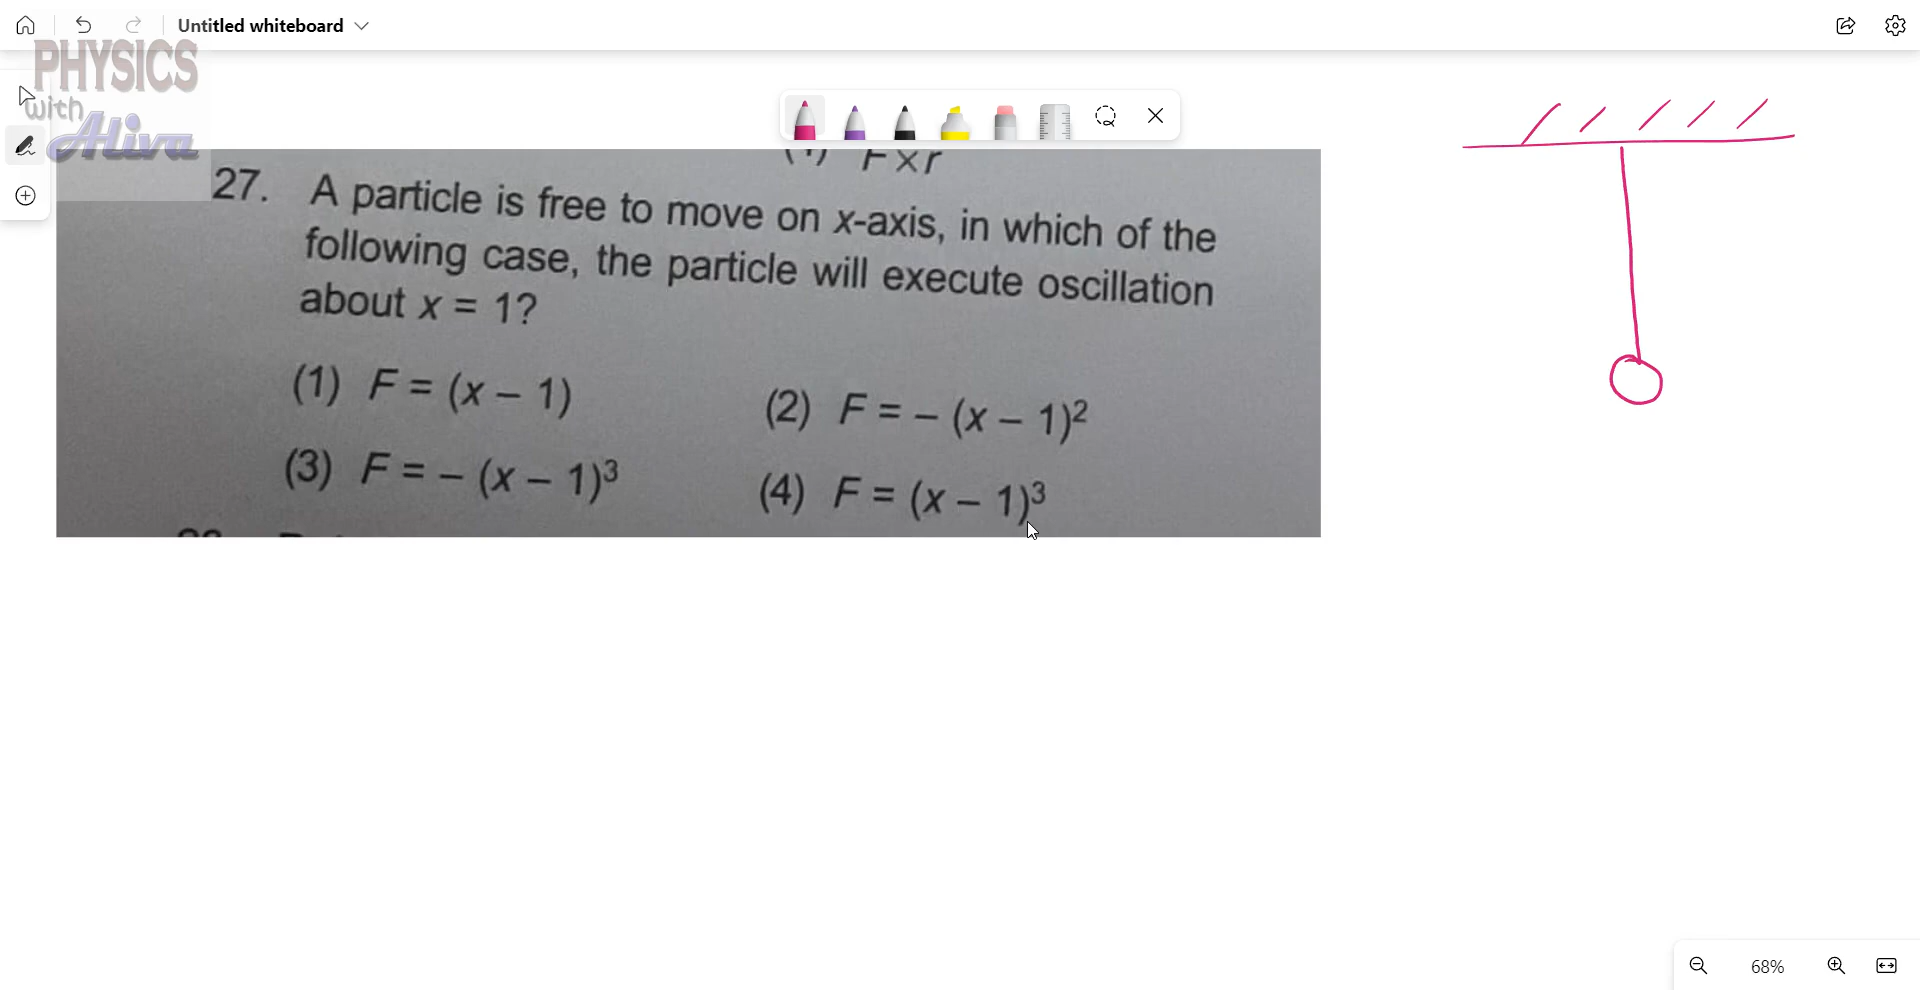 Untitled whiteboard
PHYSICS
with
Aliva
F×r
27. A particle is free to move on x-axis, in which of the
following case, the particle will execute oscillation
about x = 1?
(1) F = (x – 1)
(2) F = – (x – 1)²
(3) F = – (x – 1)³
(4) F = (x – 1)³
68%